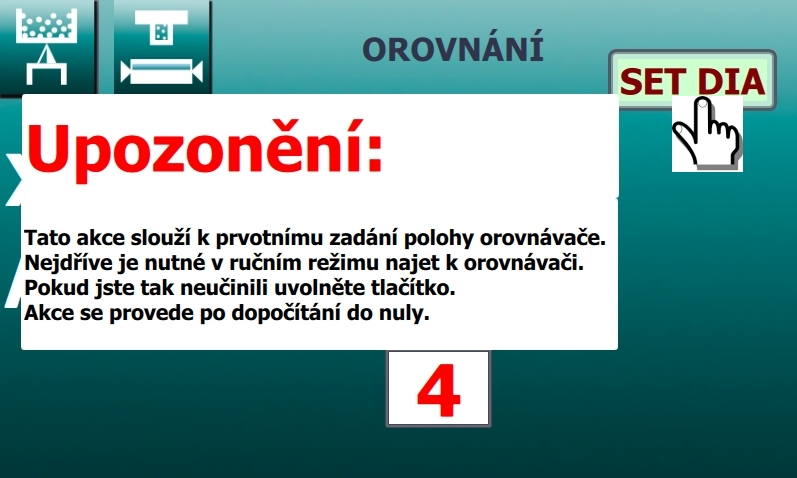 OROVNÁNÍ
SET DIA
Upozonění:
Tato akce slouží k prvotnímu zadání polohy orovnávače.
Nejdříve je nutné v ručním režimu najet k orovnávači.
Pokud jste tak neučinili uvolněte tlačítko.
Akce se provede po dopočítání do nuly.
4